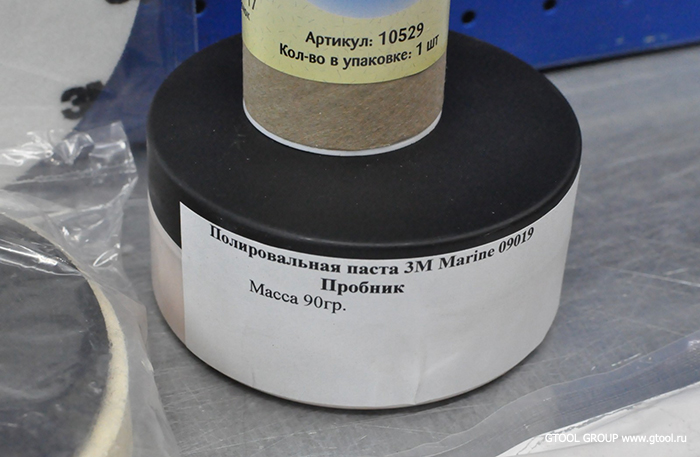 Артикул: 10529
Кол-во в упаковке: 1 шт
Полировальная паста 3М Marine 09019
Пробник
Масса 90гр.
GTOOL GROUP www.gtool.ru